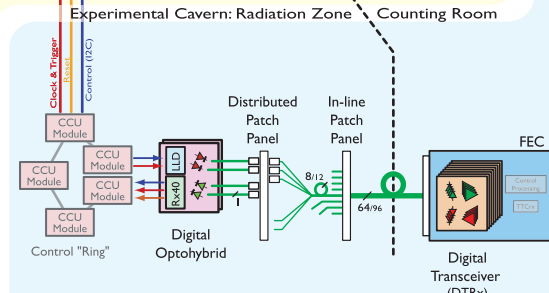 Experimental Cavern: Radiation Zone
Counting Room
Clock & Trigger
Reset
Control (I2C)
CCU
Module
CCU
Module
CCU
Module
CCU
Module
CCU
Module
Control "Ring"
LLD
Rx40
Digital
Optohybrid
1
Distributed
Patch
Panel
8/12
In-line
Patch
Panel
64/96
FEC
Control
Processing
TTCrx
Digital
Transceiver
(DTRx)